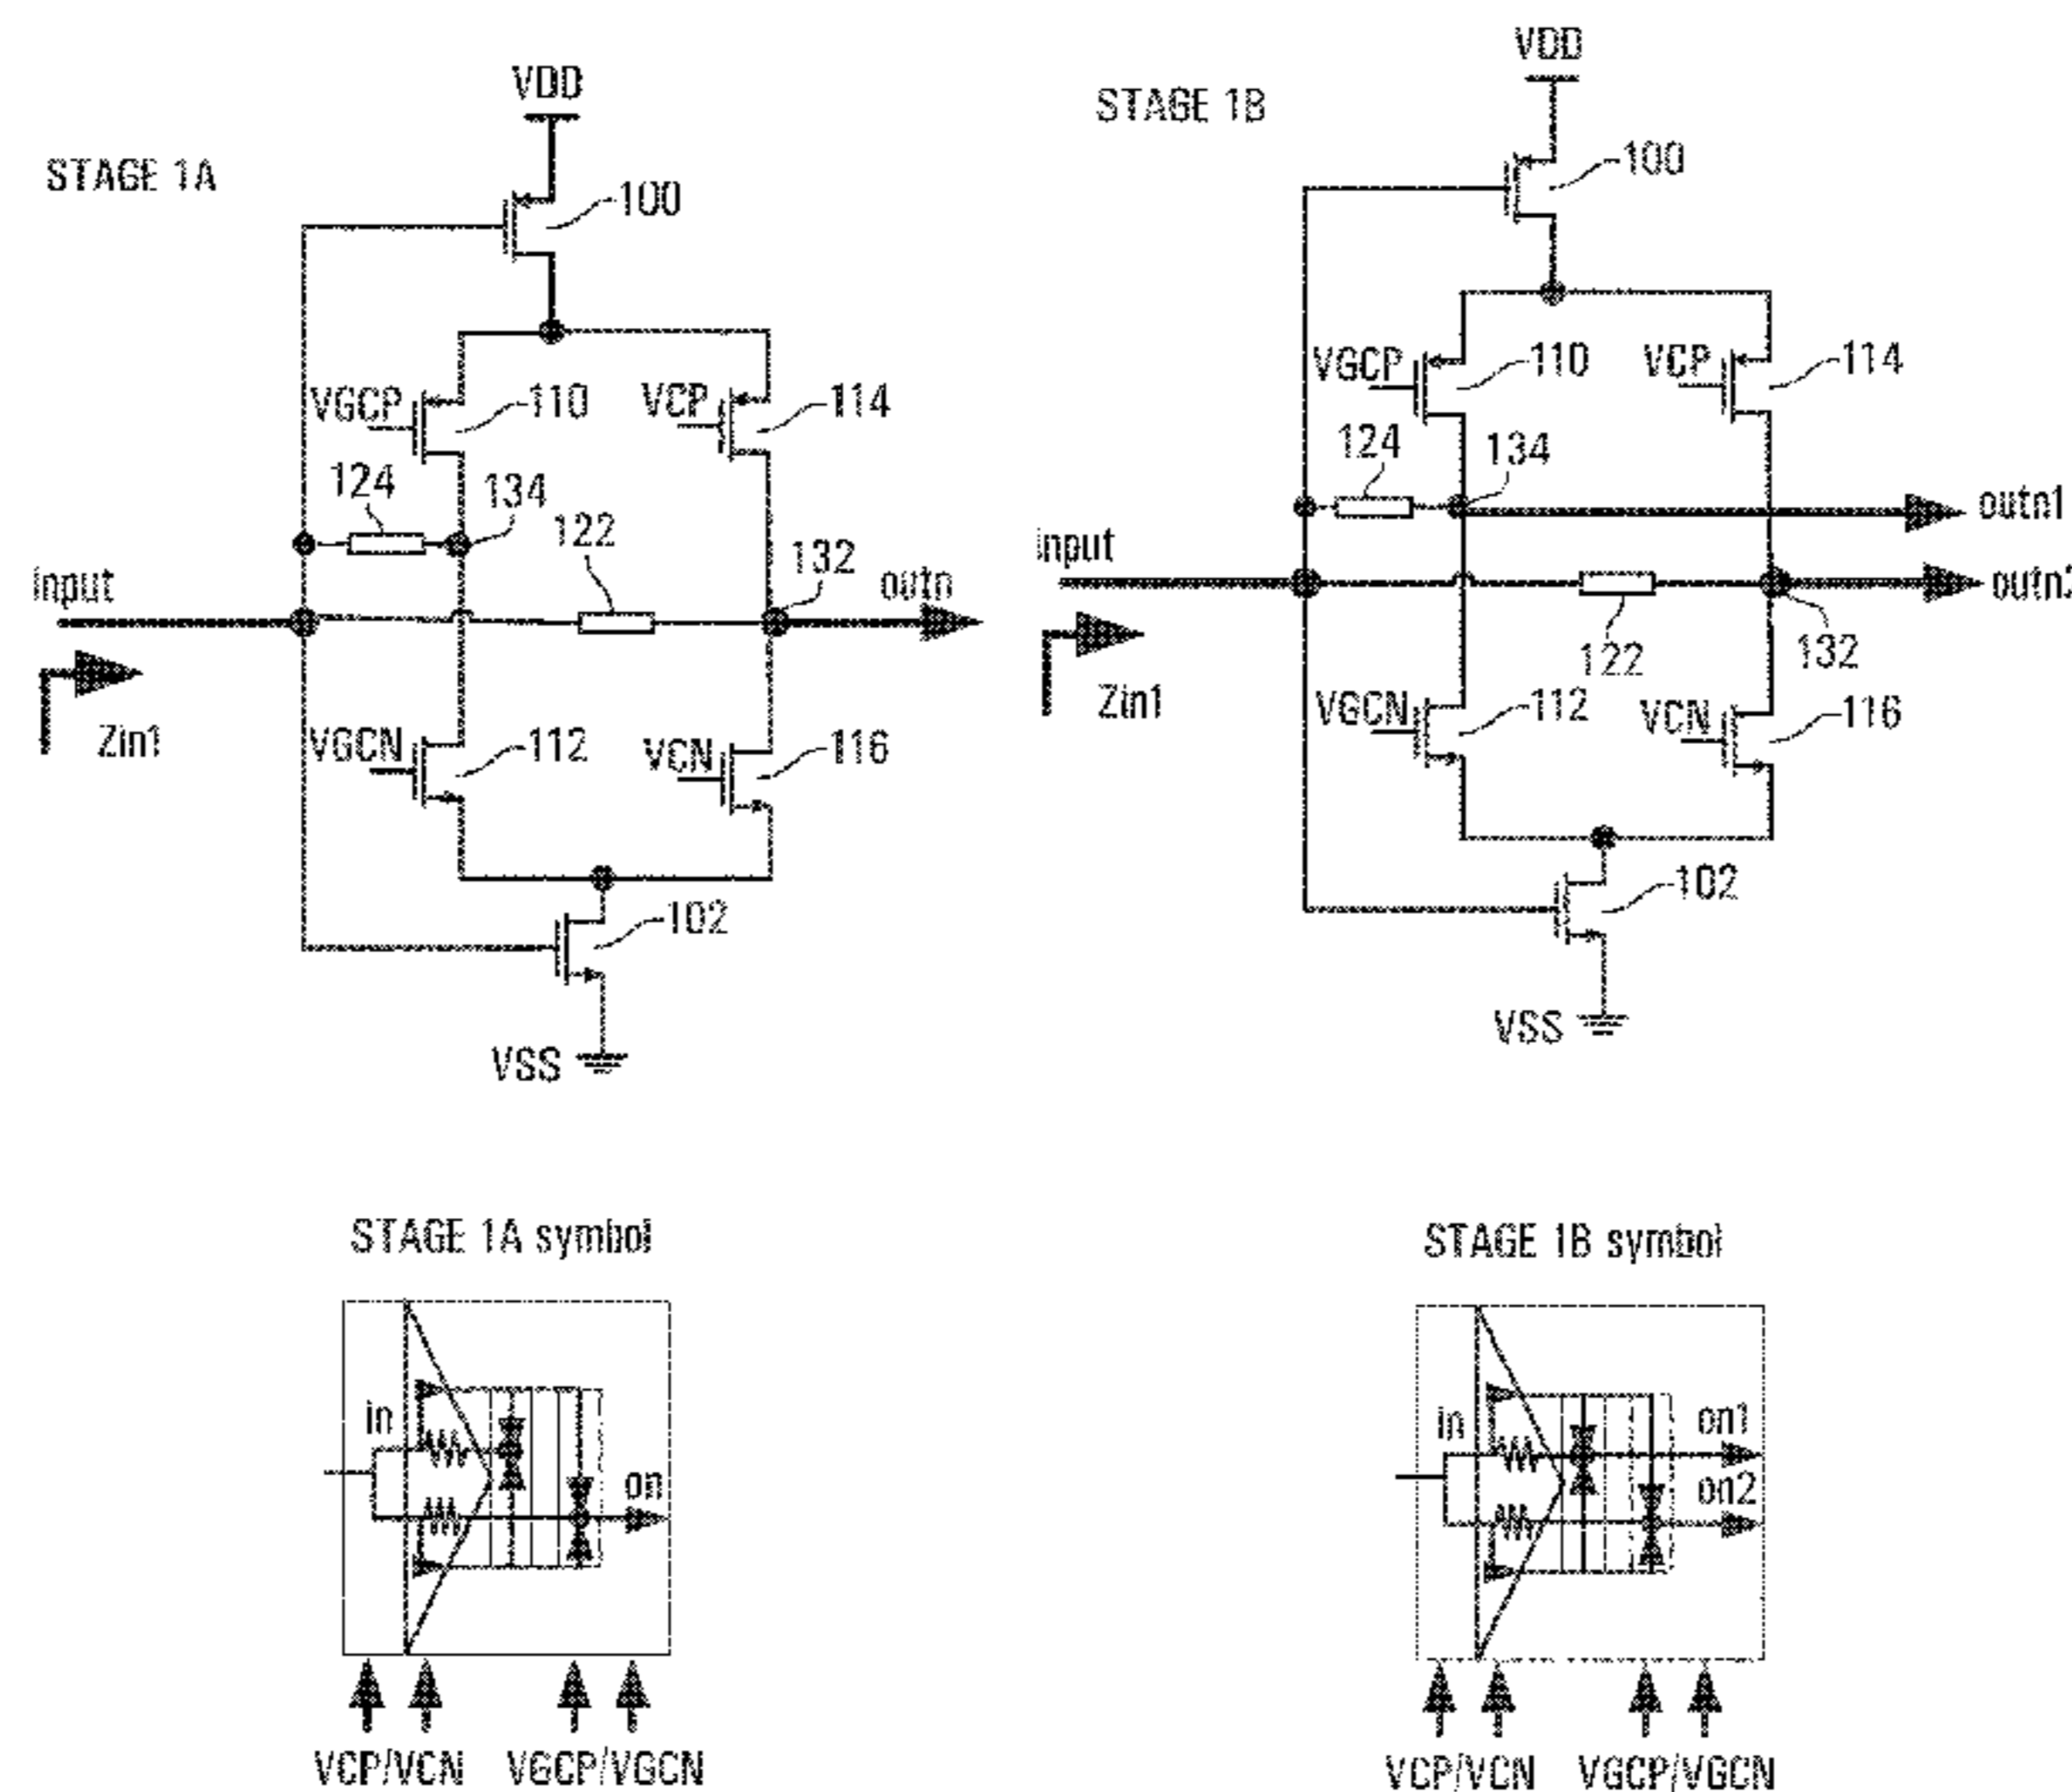 STAGE 1A
VDD
100
VGCP
110
VCP
114
124
134
122
132
input
outn
Zin1
VGCN
112
VCN
116
102
VSS
STAGE 1B
VDD
100
VGCP
110
VCP
114
124
134
outn1
input
outn2
122
132
Zin1
VGCN
112
VCN
116
102
VSS
STAGE 1A symbol
in
on
VCP/VCN
VGCP/VGCN
STAGE 1B symbol
in
on1
on2
VCP/VCN
VGCP/VGCN